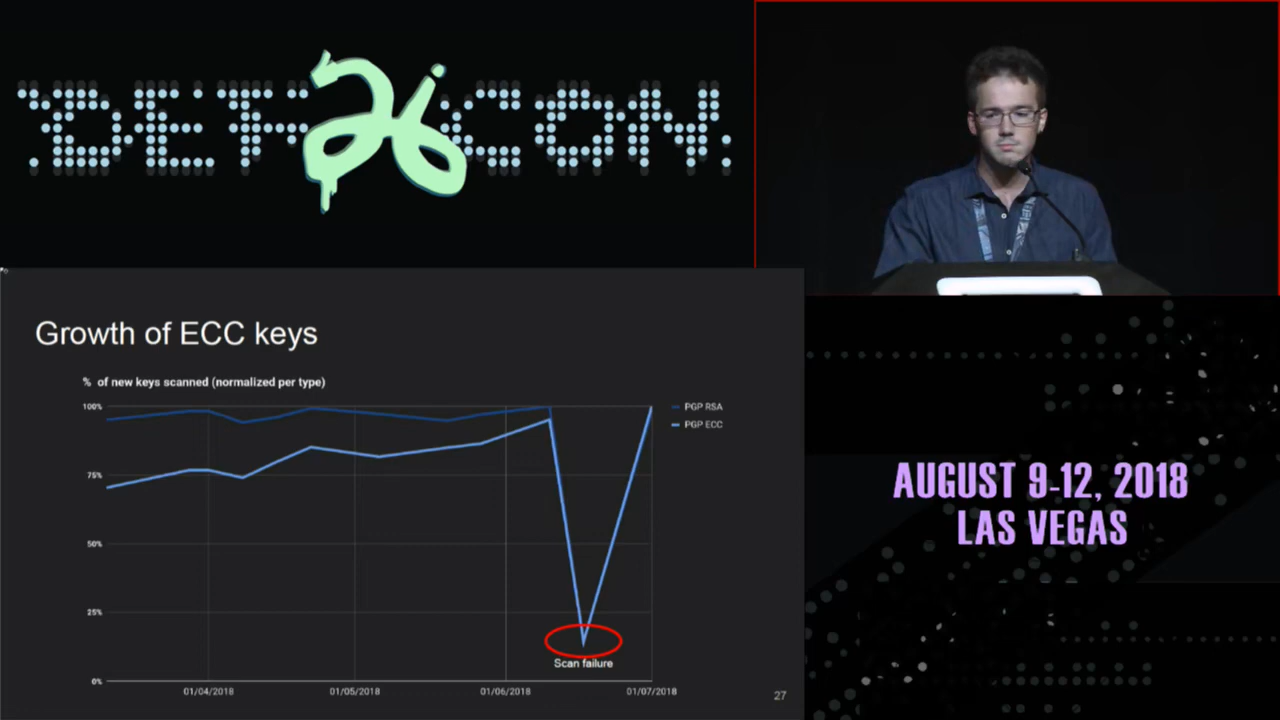 DEF 26 CON
Growth of ECC keys
% of new keys scanned (normalized per type)
100%
75%
50%
25%
0%
PGP RSA
PGP ECC
Scan failure
01/04/2018
01/05/2018
01/06/2018
01/07/2018
27
AUGUST 9-12, 2018
LAS VEGAS